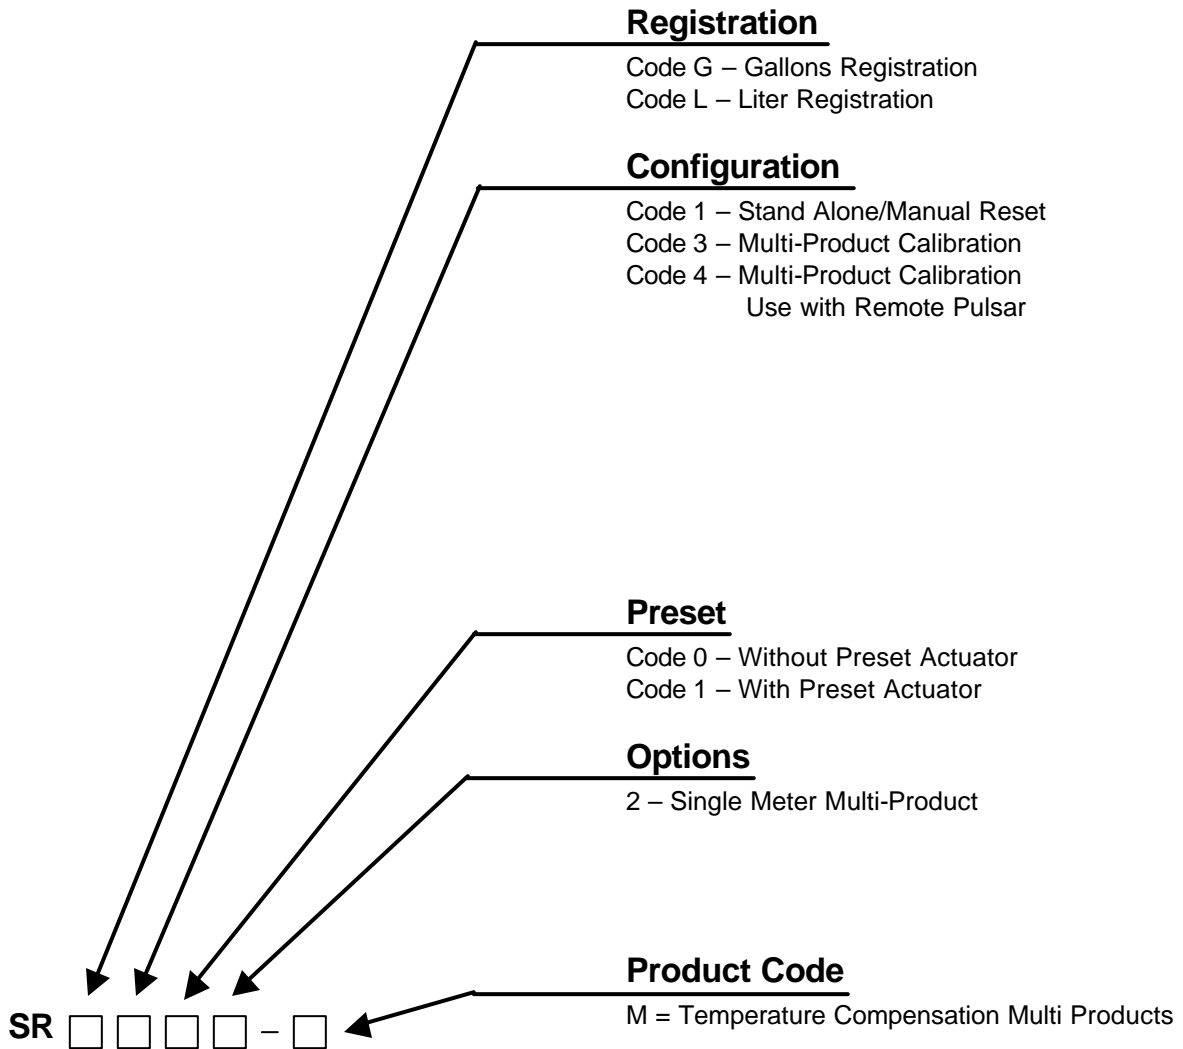 Registration
Code G – Gallons Registration
Code L – Liter Registration
Configuration
Code 1 – Stand Alone/Manual Reset
Code 3 – Multi-Product Calibration
Code 4 – Multi-Product Calibration
Use with Remote Pulsar
Preset
Code 0 – Without Preset Actuator
Code 1 – With Preset Actuator
Options
2 – Single Meter Multi-Product
Product Code
M = Temperature Compensation Multi Products
SR □ □ □ □ – □